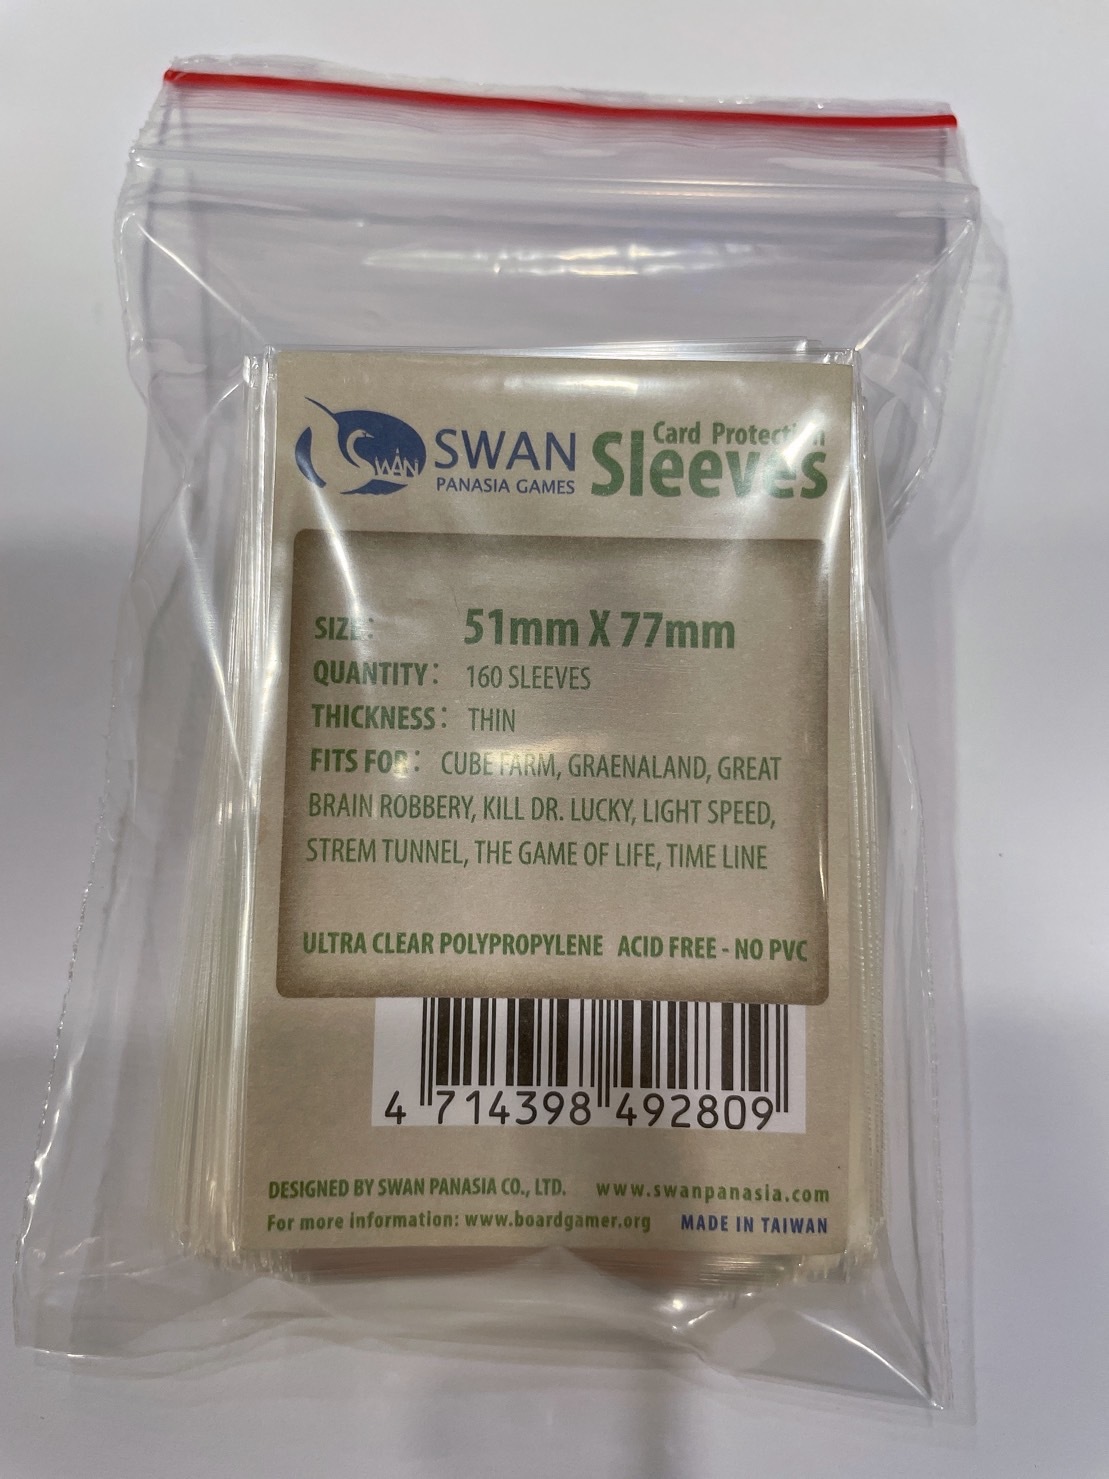 SWAN
SWAN
PANASIA GAMES
Card Protection
Sleeves
SIZE: 51mm X 77mm
QUANTITY: 160 SLEEVES
THICKNESS: THIN
FITS FOR: CUBE FARM, GRAENALAND, GREAT
BRAIN ROBBERY, KILL DR. LUCKY, LIGHT SPEED,
STREM TUNNEL, THE GAME OF LIFE, TIME LINE
ULTRA CLEAR POLYPROPYLENE ACID FREE - NO PVC
4 714398 492809
DESIGNED BY SWAN PANASIA CO., LTD. www.swanpanasia.com
For more information: www.boardgamer.org MADE IN TAIWAN